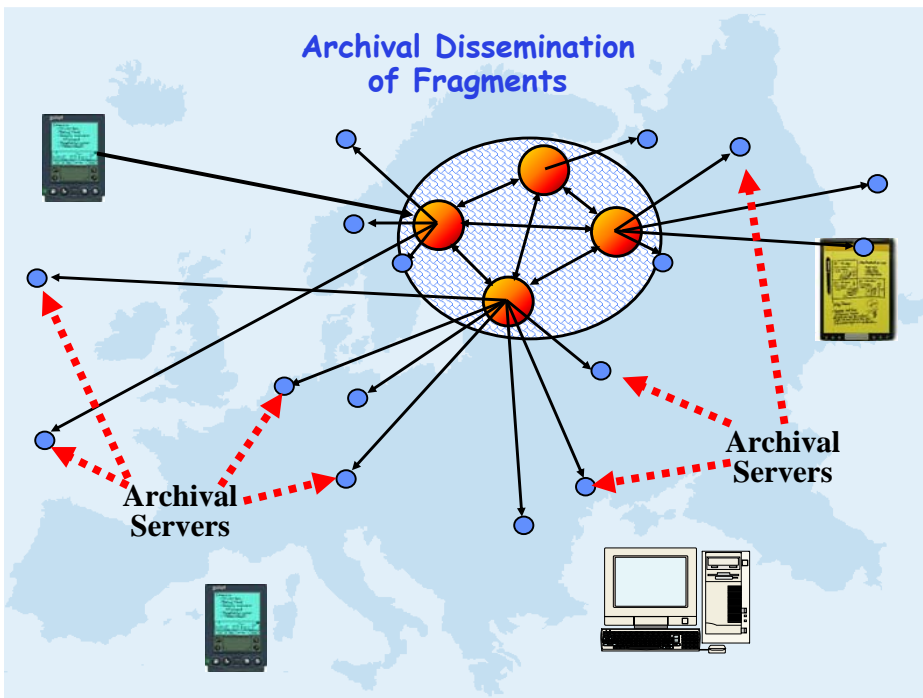 Archival Dissemination
of Fragments
Archival
Servers
Archival
Servers